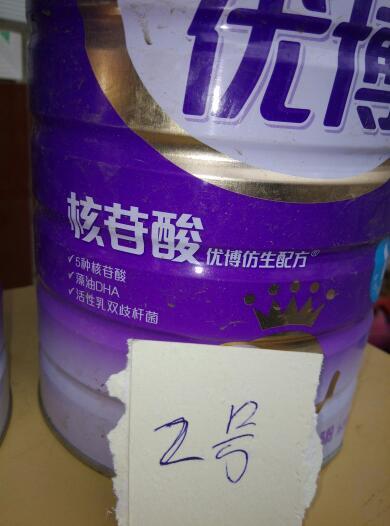 优博
核苷酸
优博仿生配方®
✓5种核苷酸
✓藻油DHA
✓活性乳双歧杆菌
2号